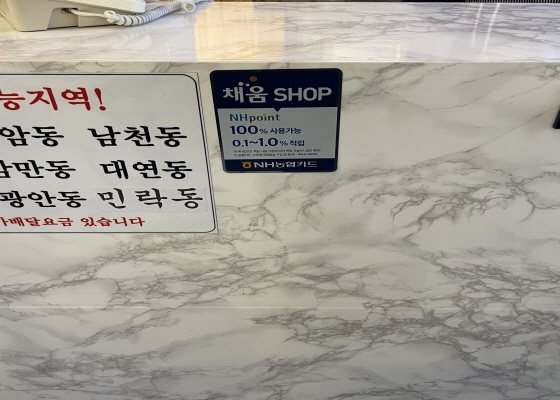 능지역!
암동 남천동
남만동 대연동
광안동 민락동
가배달요금 있습니다
채움 SHOP
NHpoint
100% 사용가능
0.1~1.0% 적립
NH농협카드